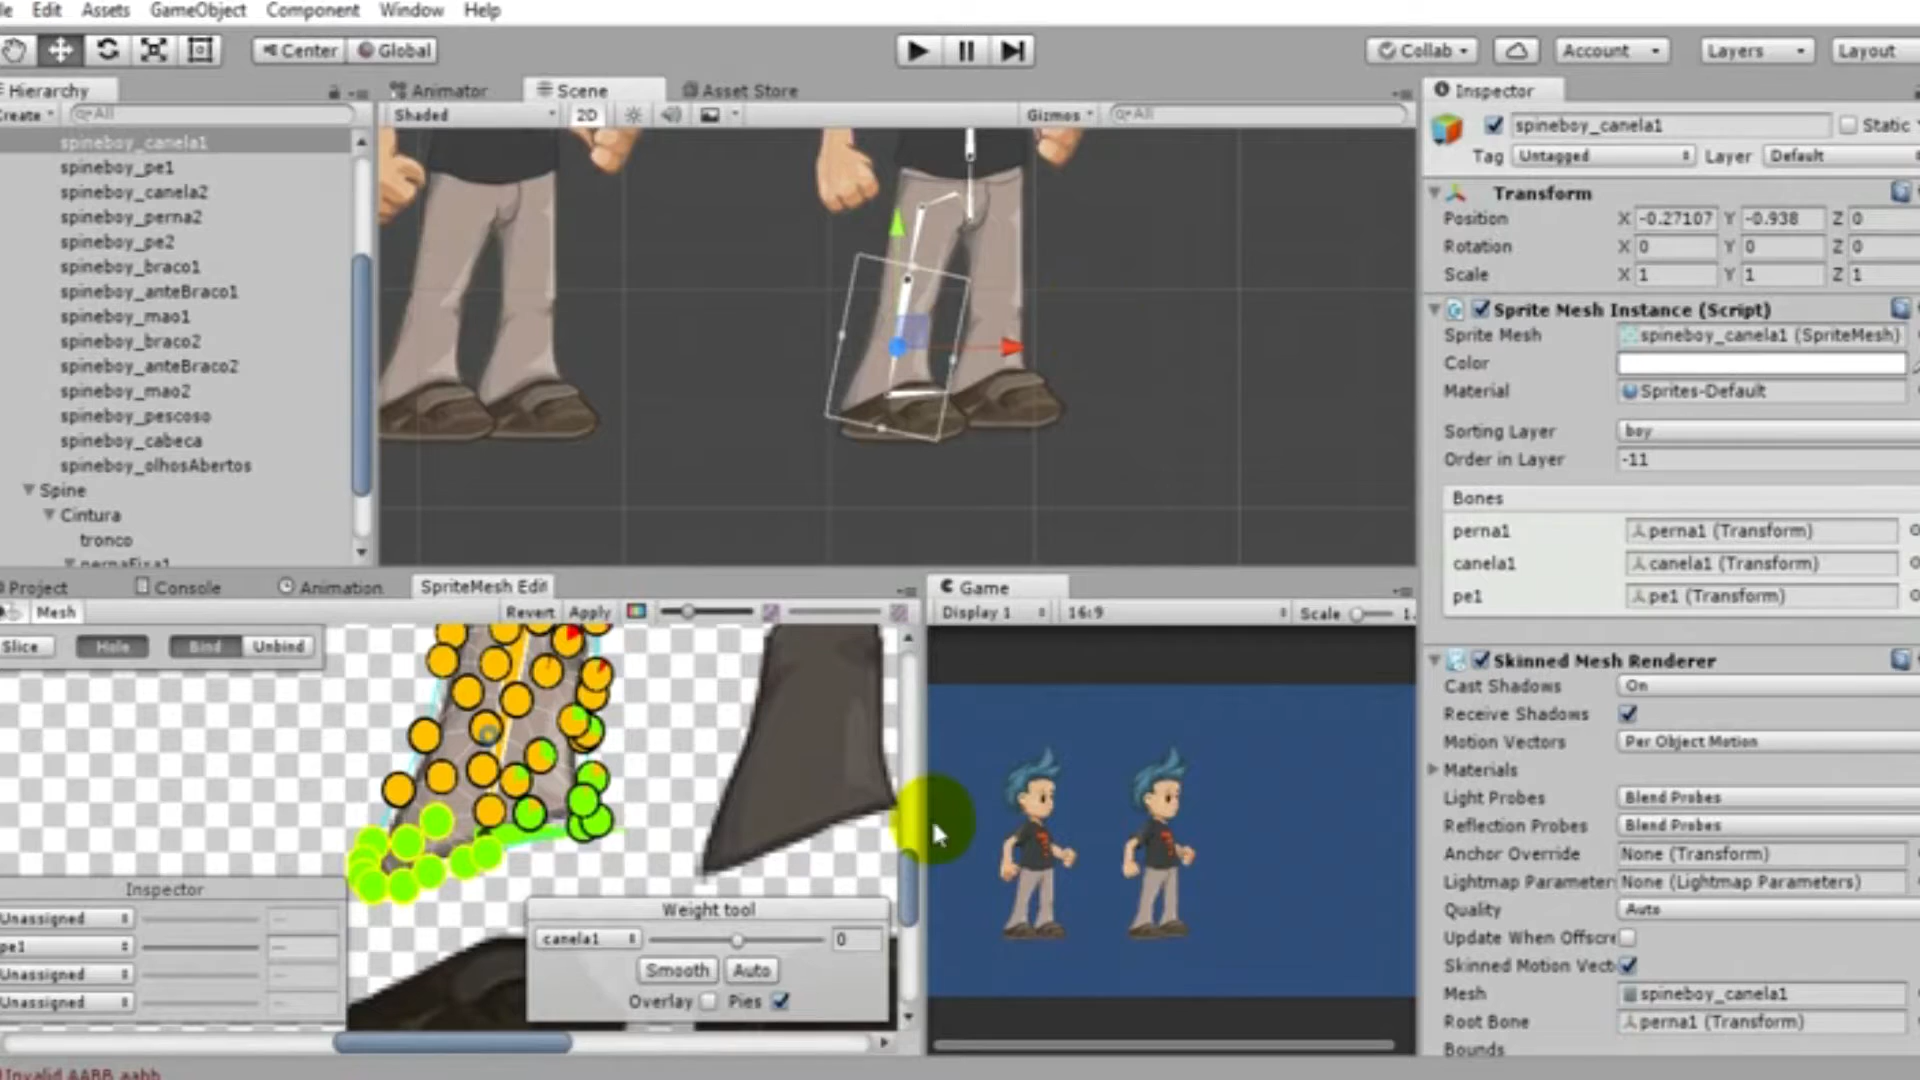 Edit Assets GameObject Component Window Help
Center Global Collab Account Layers Layout
Hierarchy
All
spineboy_canela1
spineboy_pe1
spineboy_canela2
spineboy_perna2
spineboy_pe2
spineboy_braco1
spineboy_anteBraco1
spineboy_mao1
spineboy_braco2
spineboy_anteBraco2
spineboy_mao2
spineboy_pescoso
spineboy_cabeca
spineboy_olhosAbertos
Spine
Cintura
tronco
pernaFixa1
Animator Scene Asset Store
Shaded 2D Gizmos All
Inspector
spineboy_canela1 Static
Tag Untagged Layer Default
Transform
Position X -0.27107 Y -0.938 Z 0
Rotation X 0 Y 0 Z 0
Scale X 1 Y 1 Z 1
Sprite Mesh Instance (Script)
Sprite Mesh spineboy_canela1 (SpriteMesh)
Color
Material Sprites-Default
Sorting Layer boy
Order in Layer -11
Bones
perna1 perna1 (Transform)
canela1 canela1 (Transform)
pe1 pe1 (Transform)
Skinned Mesh Renderer
Cast Shadows On
Receive Shadows
Motion Vectors Per Object Motion
Materials
Light Probes Blend Probes
Reflection Probes Blend Probes
Anchor Override None (Transform)
Lightmap Parameter None (Lightmap Parameters)
Quality Auto
Update When Offscre
Skinned Motion Vect
Mesh spineboy_canela1
Root Bone perna1 (Transform)
Bounds
Project Console Animation SpriteMesh Edit
Mesh Revert Apply
Slice Hole Bind Unbind
Inspector
Unassigned
pe1
Unassigned
Unassigned
Weight tool
canela1 0
Smooth Auto
Overlay Pies
Game
Display 1 16:9 Scale 1.
Invalid AABB aabb